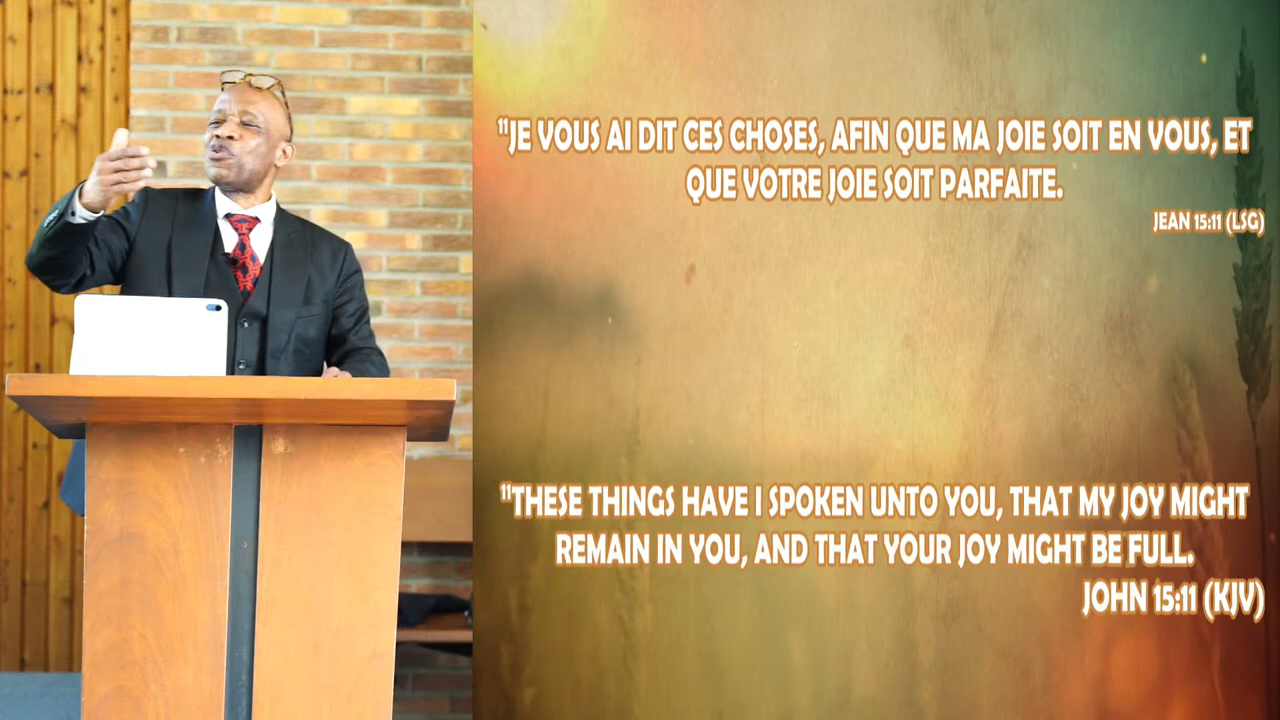 "JE VOUS AI DIT CES CHOSES, AFIN QUE MA JOIE SOIT EN VOUS, ET
QUE VOTRE JOIE SOIT PARFAITE.
JEAN 15:11 (LSG)
"THESE THINGS HAVE I SPOKEN UNTO YOU, THAT MY JOY MIGHT
REMAIN IN YOU, AND THAT YOUR JOY MIGHT BE FULL.
JOHN 15:11 (KJV)